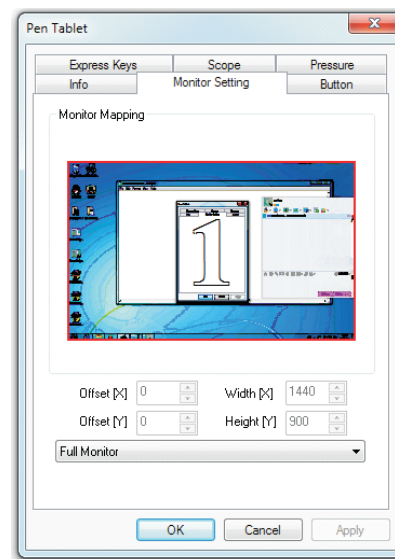 Pen Tablet
Express Keys Scope Pressure
Info Monitor Setting Button
Monitor Mapping
1
Offset [X] 0 Width [X] 1440
Offset [Y] 0 Height [Y] 900
Full Monitor
OK Cancel Apply